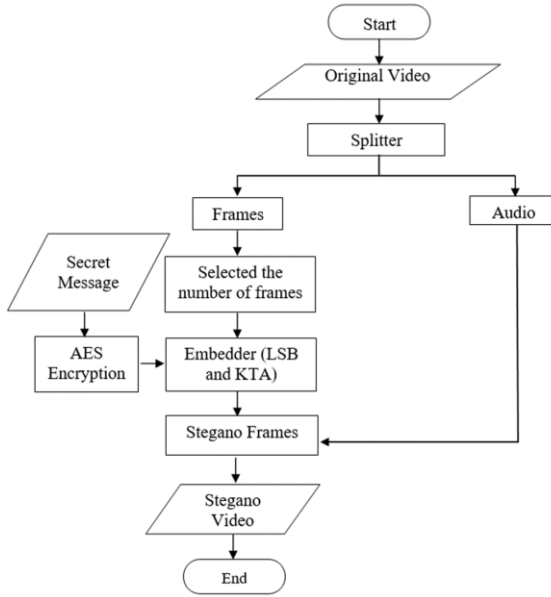 Start
Original Video
Splitter
Frames
Audio
Secret
Message
Selected the
number of frames
AES
Encryption
Embedder (LSB
and KTA)
Stegano Frames
Stegano
Video
End